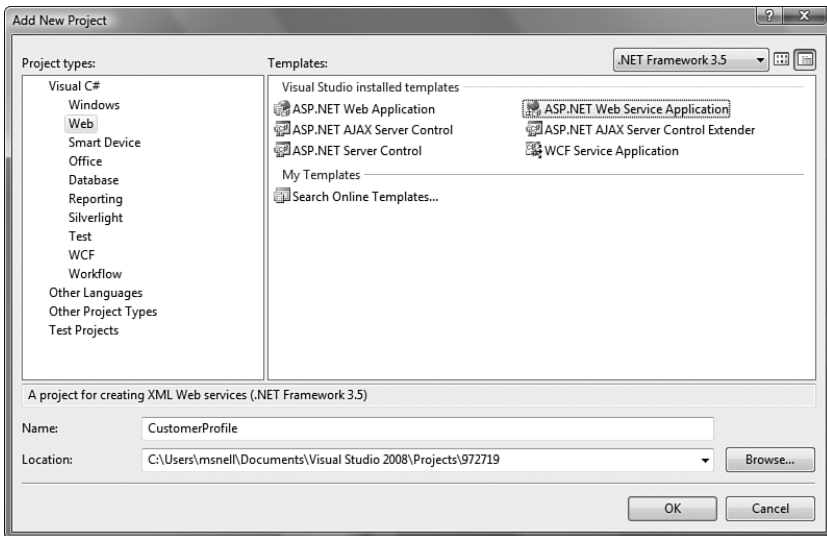 Add New Project
Project types:
Templates:
.NET Framework 3.5
Visual C#
Windows
Web
Smart Device
Office
Database
Reporting
Silverlight
Test
WCF
Workflow
Other Languages
Other Project Types
Test Projects
Visual Studio installed templates
ASP.NET Web Application
ASP.NET Web Service Application
ASP.NET AJAX Server Control
ASP.NET AJAX Server Control Extender
ASP.NET Server Control
WCF Service Application
My Templates
Search Online Templates...
A project for creating XML Web services (.NET Framework 3.5)
Name:
CustomerProfile
Location:
C:\Users\msnell\Documents\Visual Studio 2008\Projects\972719
Browse...
OK
Cancel